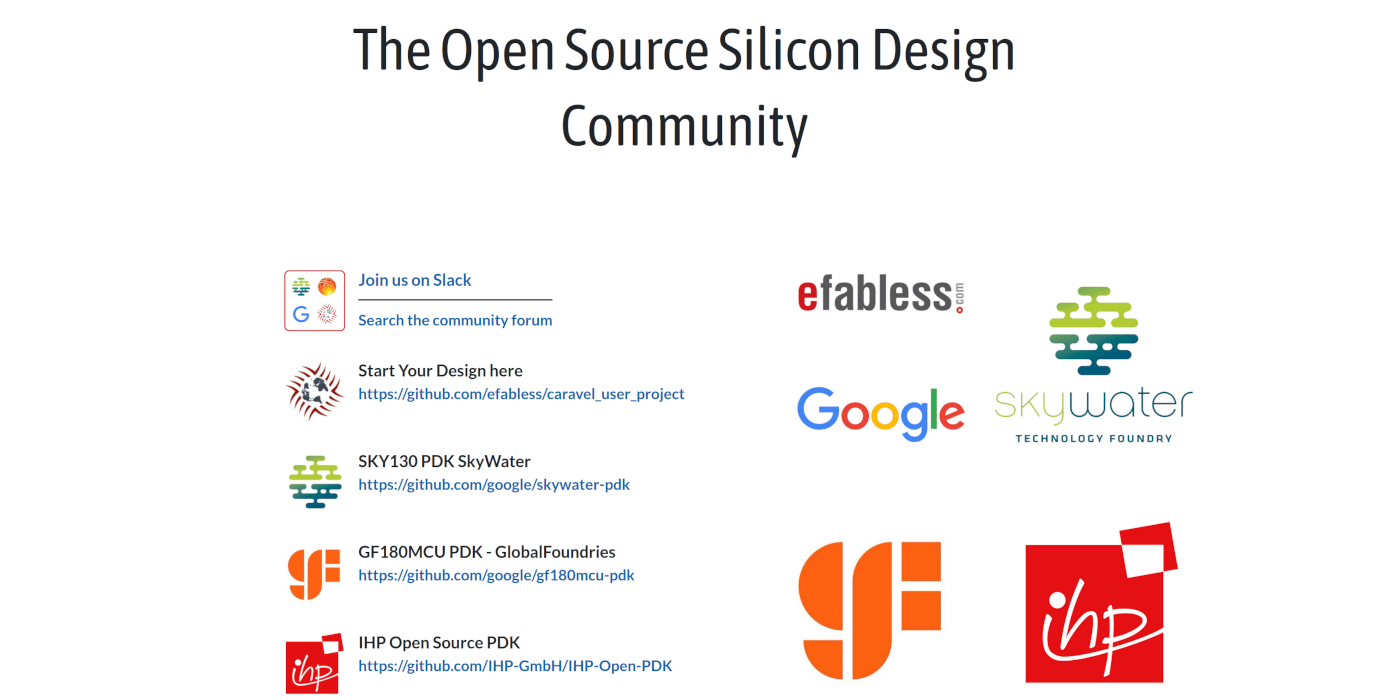 The Open Source Silicon Design
Community
Join us on Slack
Search the community forum
G
Start Your Design here
https://github.com/efabless/caravel_user_project
SKY130 PDK SkyWater
https://github.com/google/skywater-pdk
gf
GF180MCU PDK - GlobalFoundries
https://github.com/google/gf180mcu-pdk
ihp
IHP Open Source PDK
https://github.com/IHP-GmbH/IHP-Open-PDK
efabless.com
Google
skywater
TECHNOLOGY FOUNDRY
gf
ihp